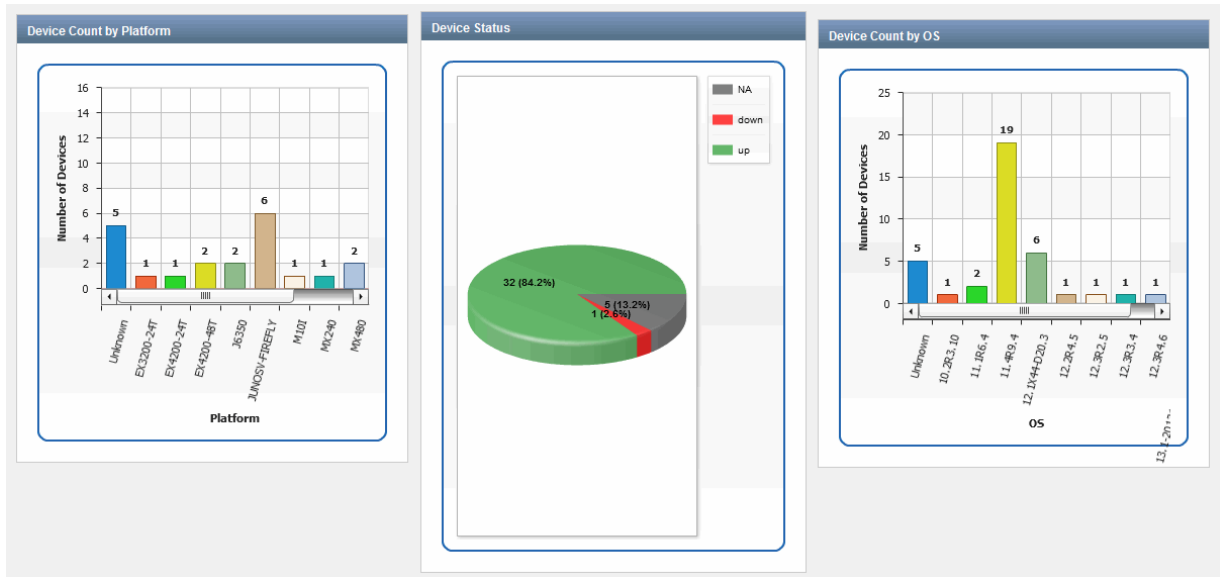 Device Count by Platform
16
14
12
10
8
6
4
2
0
Number of Devices
5
1
1
2
2
6
1
1
2
Unknown
EX3200-24T
EX4200-24T
EX4200-48T
J6350
JUNOSV-FIREFLY
M10I
MX240
MX480
Platform
Device Status
NA
down
up
32 (84.2%)
5 (13.2%)
1 (2.6%)
Device Count by OS
25
20
15
10
5
0
Number of Devices
5
1
2
19
6
1
1
1
1
Unknown
10.2R3.10
11.1R6.4
11.4R9.4
12.1X44-D20.3
12.2R4.5
12.3R2.5
12.3R3.4
12.3R4.6
OS